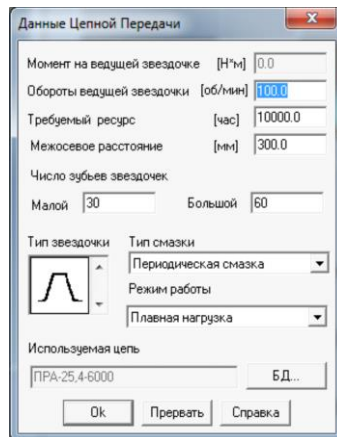 Данные Цепной Передачи
Момент на ведущей звездочке [Н*м] 0.0
Обороты ведущей звездочки [об/мин] 100.0
Требуемый ресурс [час] 10000.0
Межосевое расстояние [мм] 300.0
Число зубьев звездочек
Малой 30 Большой 60
Тип звездочки Тип смазки
Периодическая смазка
Режим работы
Плавная нагрузка
Используемая цепь
ПРА-25,4-6000 БД...
Ok Прервать Справка